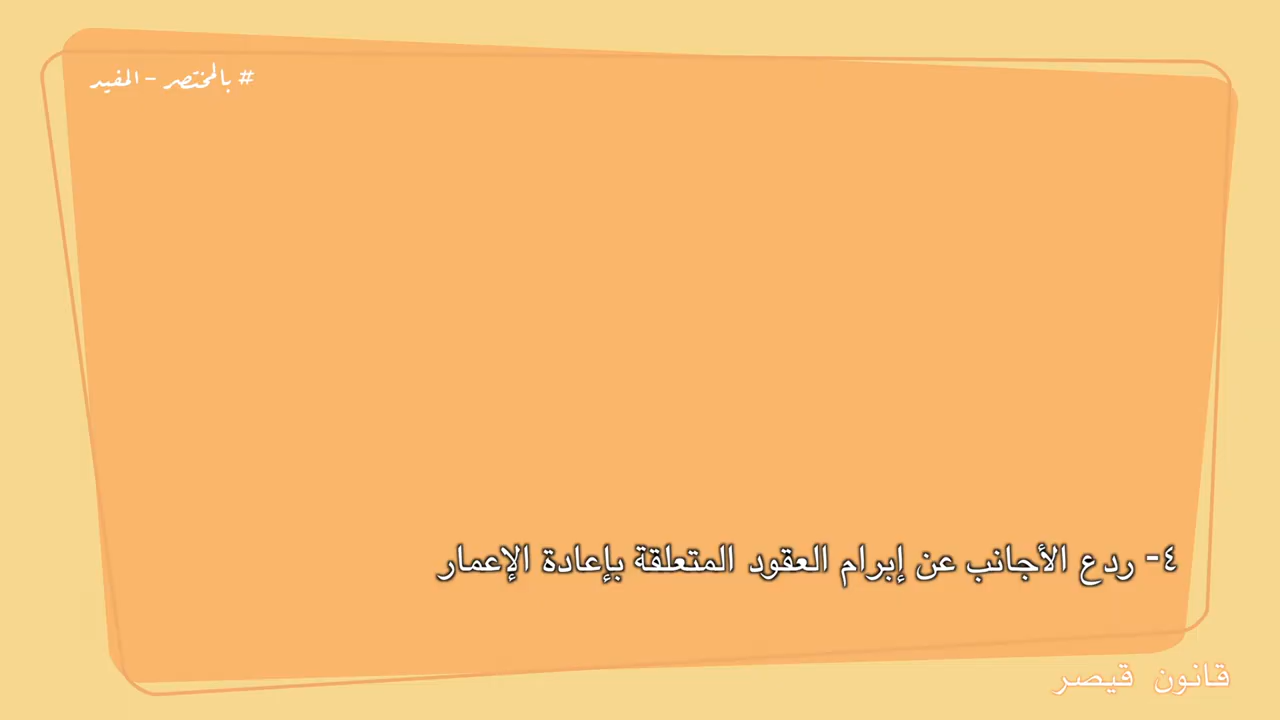 # بالمختصر - المفيد
٤- ردع الأجانب عن إبرام العقود المتعلقة بإعادة الإعمار
قانون قيصر